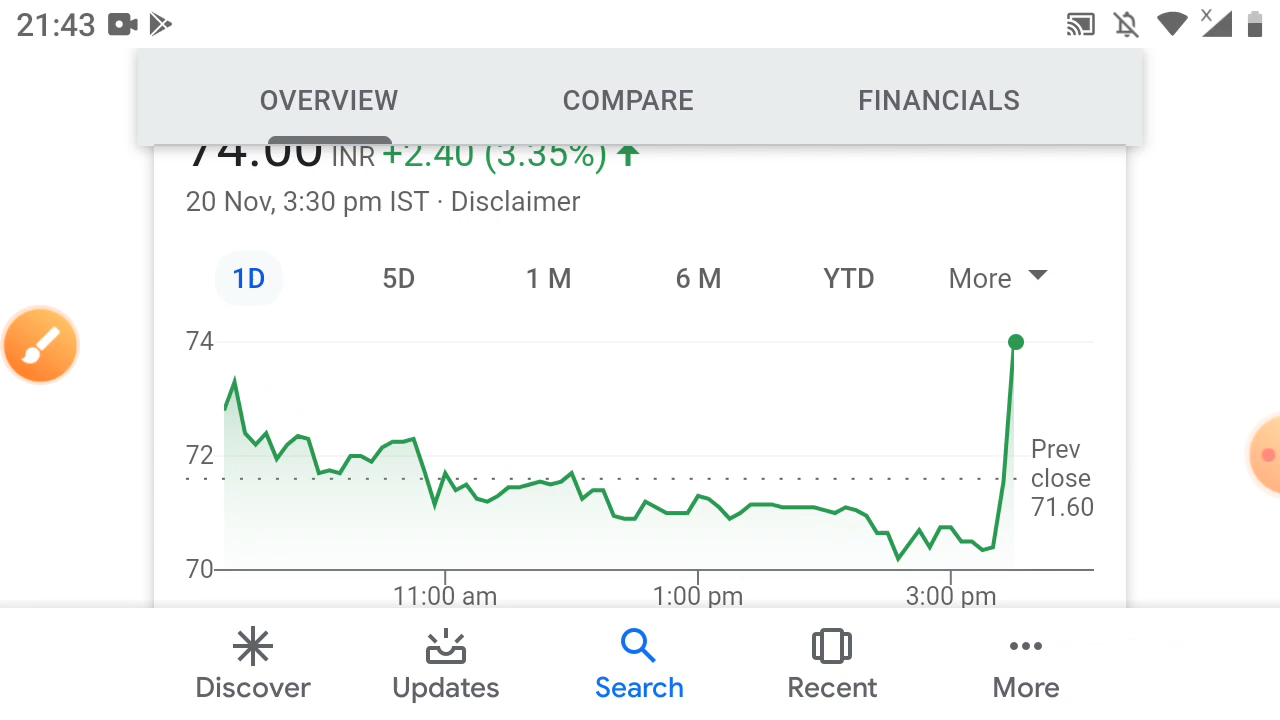 21:43
X
OVERVIEW COMPARE FINANCIALS
74.00 INR +2.40 (3.35%)
20 Nov, 3:30 pm IST · Disclaimer
1D 5D 1 M 6 M YTD More
74
72
70
Prev
close
71.60
11:00 am 1:00 pm 3:00 pm
Discover Updates Search Recent More